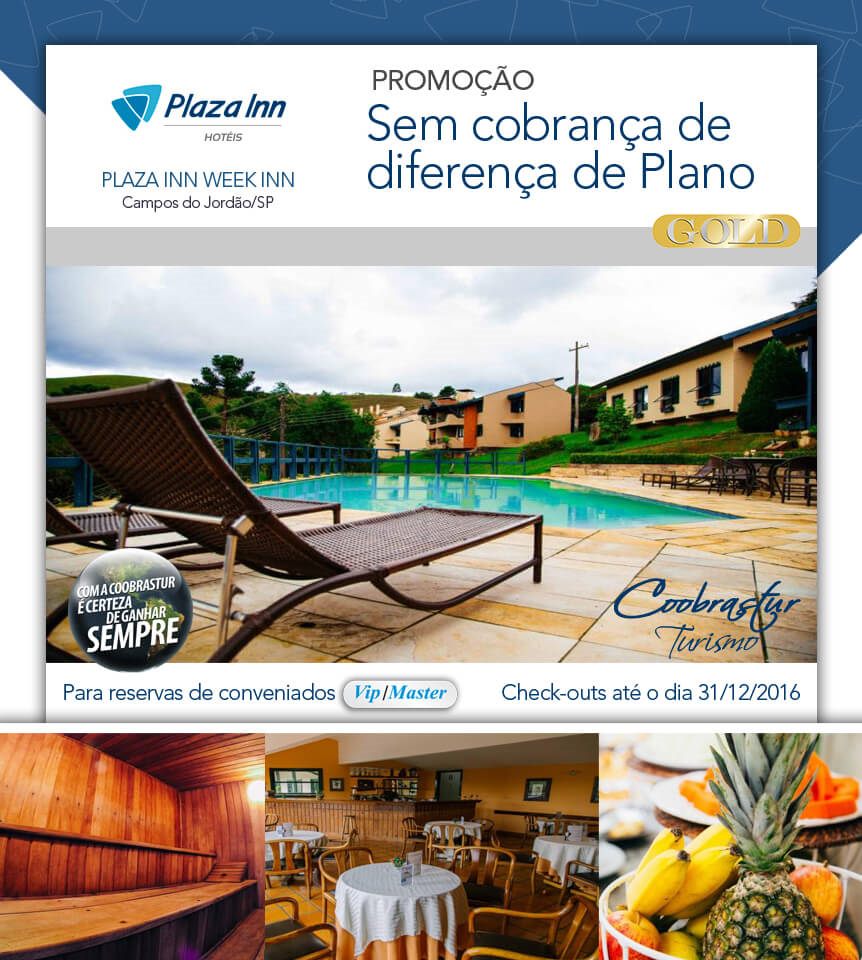 Plaza Inn
HOTÉIS
PLAZA INN WEEK INN
Campos do Jordão/SP
PROMOÇÃO
Sem cobrança de
diferença de Plano
GOLD
COM A COOBRASTUR
É CERTEZA
DE GANHAR
SEMPRE
Coobrastur
Turismo
Para reservas de conveniados Vip/Master
Check-outs até o dia 31/12/2016